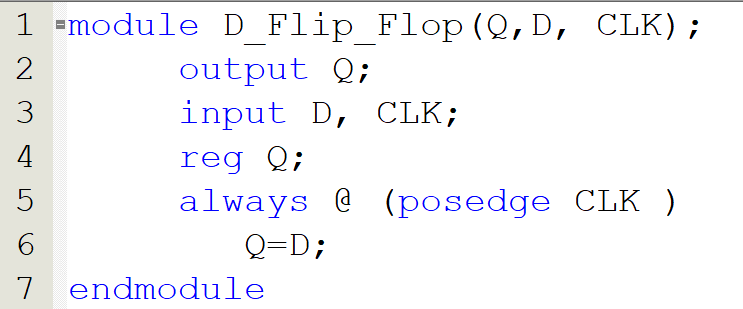 1 module D_Flip_Flop(Q,D, CLK);
2 output Q;
3 input D, CLK;
4 reg Q;
5 always @ (posedge CLK )
6 Q=D;
7 endmodule